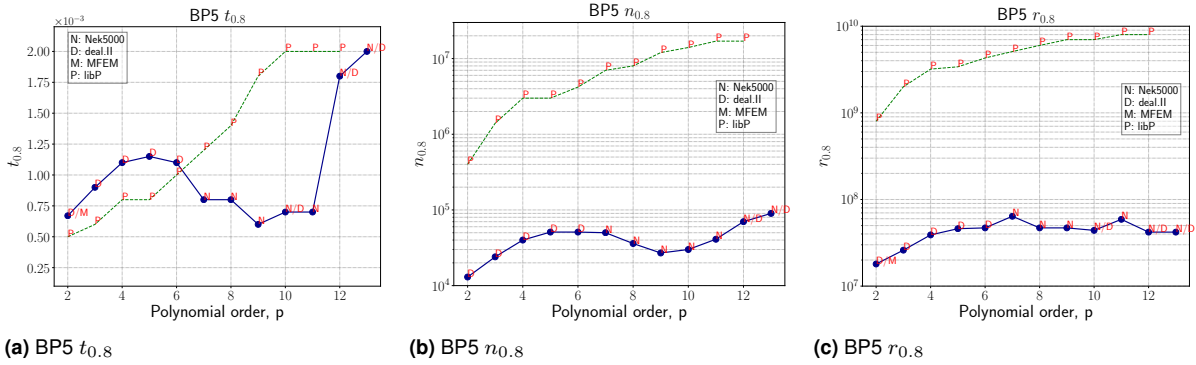 BP5 t0.8
×10⁻³
2.00
1.75
1.50
1.25
1.00
0.75
0.50
0.25
t0.8
N: Nek5000
D: deal.II
M: MFEM
P: libP
D/M
D
D
D
D
N
N
N
N/D
N
N/D
N/D
P
P
P
P
P
P
P
P
P
P
P
2 4 6 8 10 12
Polynomial order, p
(a) BP5 t0.8
BP5 n0.8
10⁷
10⁶
10⁵
10⁴
n0.8
N: Nek5000
D: deal.II
M: MFEM
P: libP
P
P
P
P
P
P
P
P
P
P
P
D
D
D
D
D
N
N
N
N
N
N/D
N/D
2 4 6 8 10 12
Polynomial order, p
(b) BP5 n0.8
BP5 r0.8
10¹⁰
10⁹
10⁸
10⁷
r0.8
N: Nek5000
D: deal.II
M: MFEM
P: libP
P
P
P
P
P
P
P
P
P
P
P
D/M
D
D
D
D
N
N
N
N/D
N
N/D
N/D
2 4 6 8 10 12
Polynomial order, p
(c) BP5 r0.8